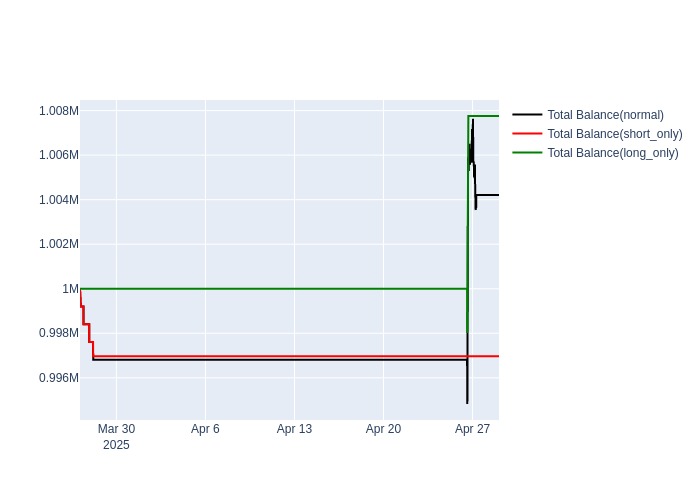 1.008M
1.006M
1.004M
1.002M
1M
0.998M
0.996M
Mar 30
2025
Apr 6
Apr 13
Apr 20
Apr 27
Total Balance(normal)
Total Balance(short_only)
Total Balance(long_only)